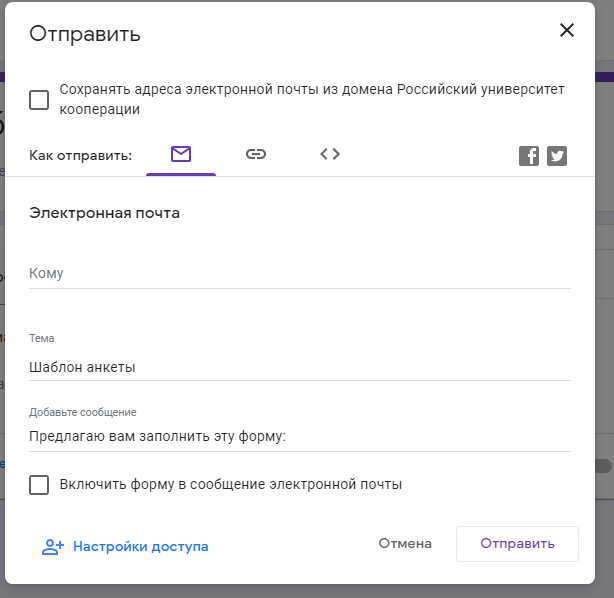 Отправить
Сохранять адреса электронной почты из домена Российский университет
кооперации
Как отправить:
Электронная почта
Кому
Тема
Шаблон анкеты
Добавьте сообщение
Предлагаю вам заполнить эту форму:
Включить форму в сообщение электронной почты
Настройки доступа
Отмена
Отправить